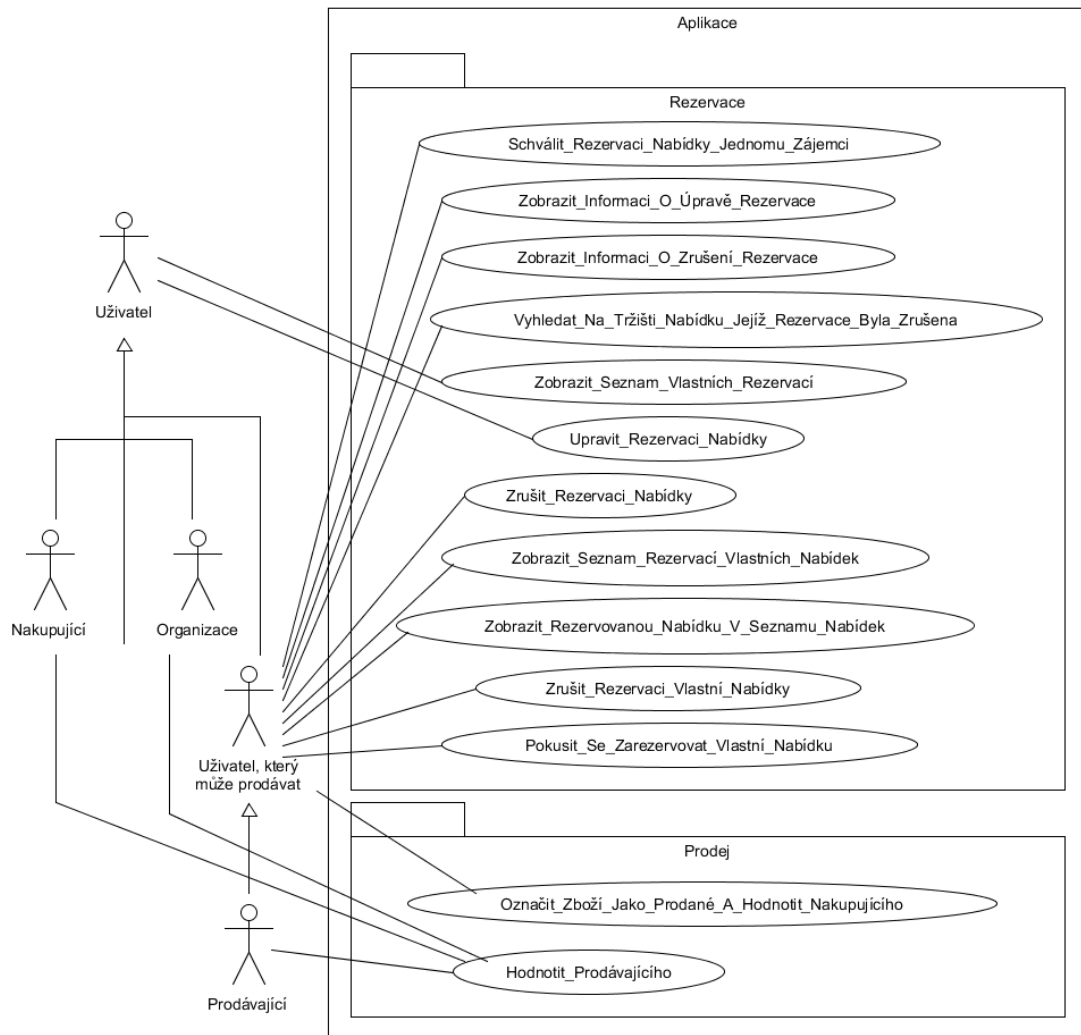 Aplikace
Rezervace
Schválit_Rezervaci_Nabídky_Jednomu_Zájemci
Zobrazit_Informaci_O_Úpravě_Rezervace
Zobrazit_Informaci_O_Zrušení_Rezervace
Uživatel
Vyhledat_Na_Tržišti_Nabídku_Jejíž_Rezervace_Byla_Zrušena
Zobrazit_Seznam_Vlastních_Rezervací
Upravit_Rezervaci_Nabídky
Zrušit_Rezervaci_Nabídky
Zobrazit_Seznam_Rezervací_Vlastních_Nabídek
Nakupující
Organizace
Zobrazit_Rezervovanou_Nabídku_V_Seznamu_Nabídek
Zrušit_Rezervaci_Vlastní_Nabídky
Pokusit_Se_Zarezervovat_Vlastní_Nabídku
Uživatel, který
může prodávat
Prodej
Označit_Zboží_Jako_Prodané_A_Hodnotit_Nakupujícího
Hodnotit_Prodávajícího
Prodávající